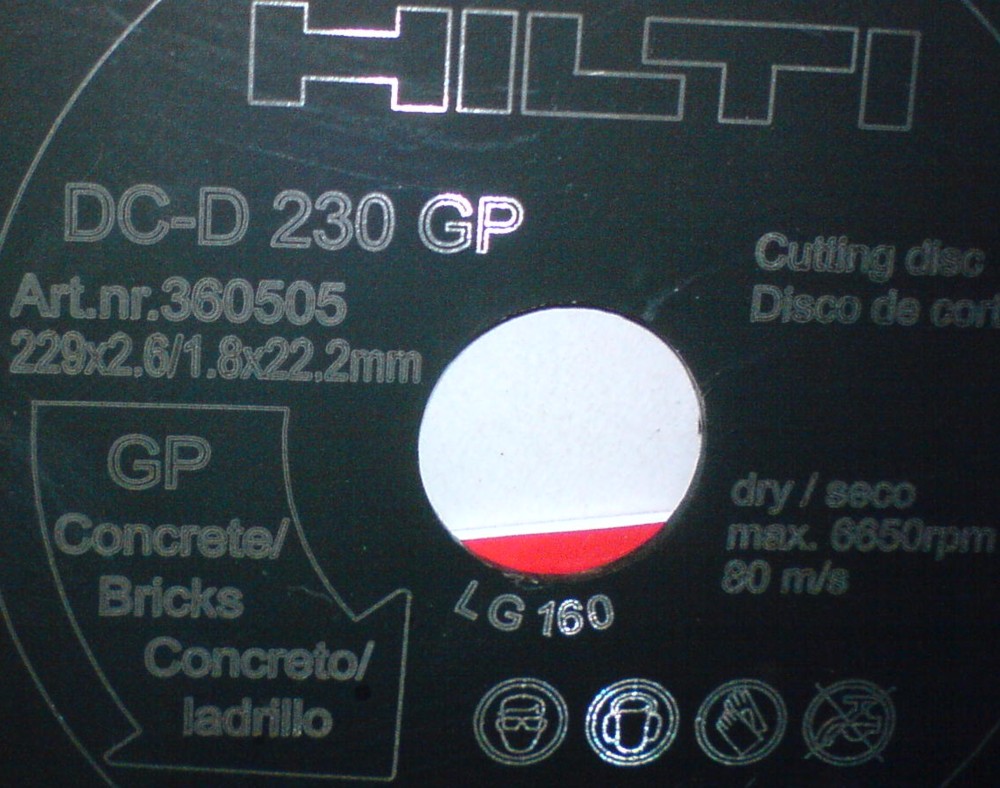 HILTI
DC-D 230 GP
Art.nr.360505
229x2.6/1.8x22.2mm
Cutting disc
Disco de cort
GP
Concrete/
Bricks
Concreto/
ladrillo
dry / seco
max. 6650rpm
80 m/s
LG 160